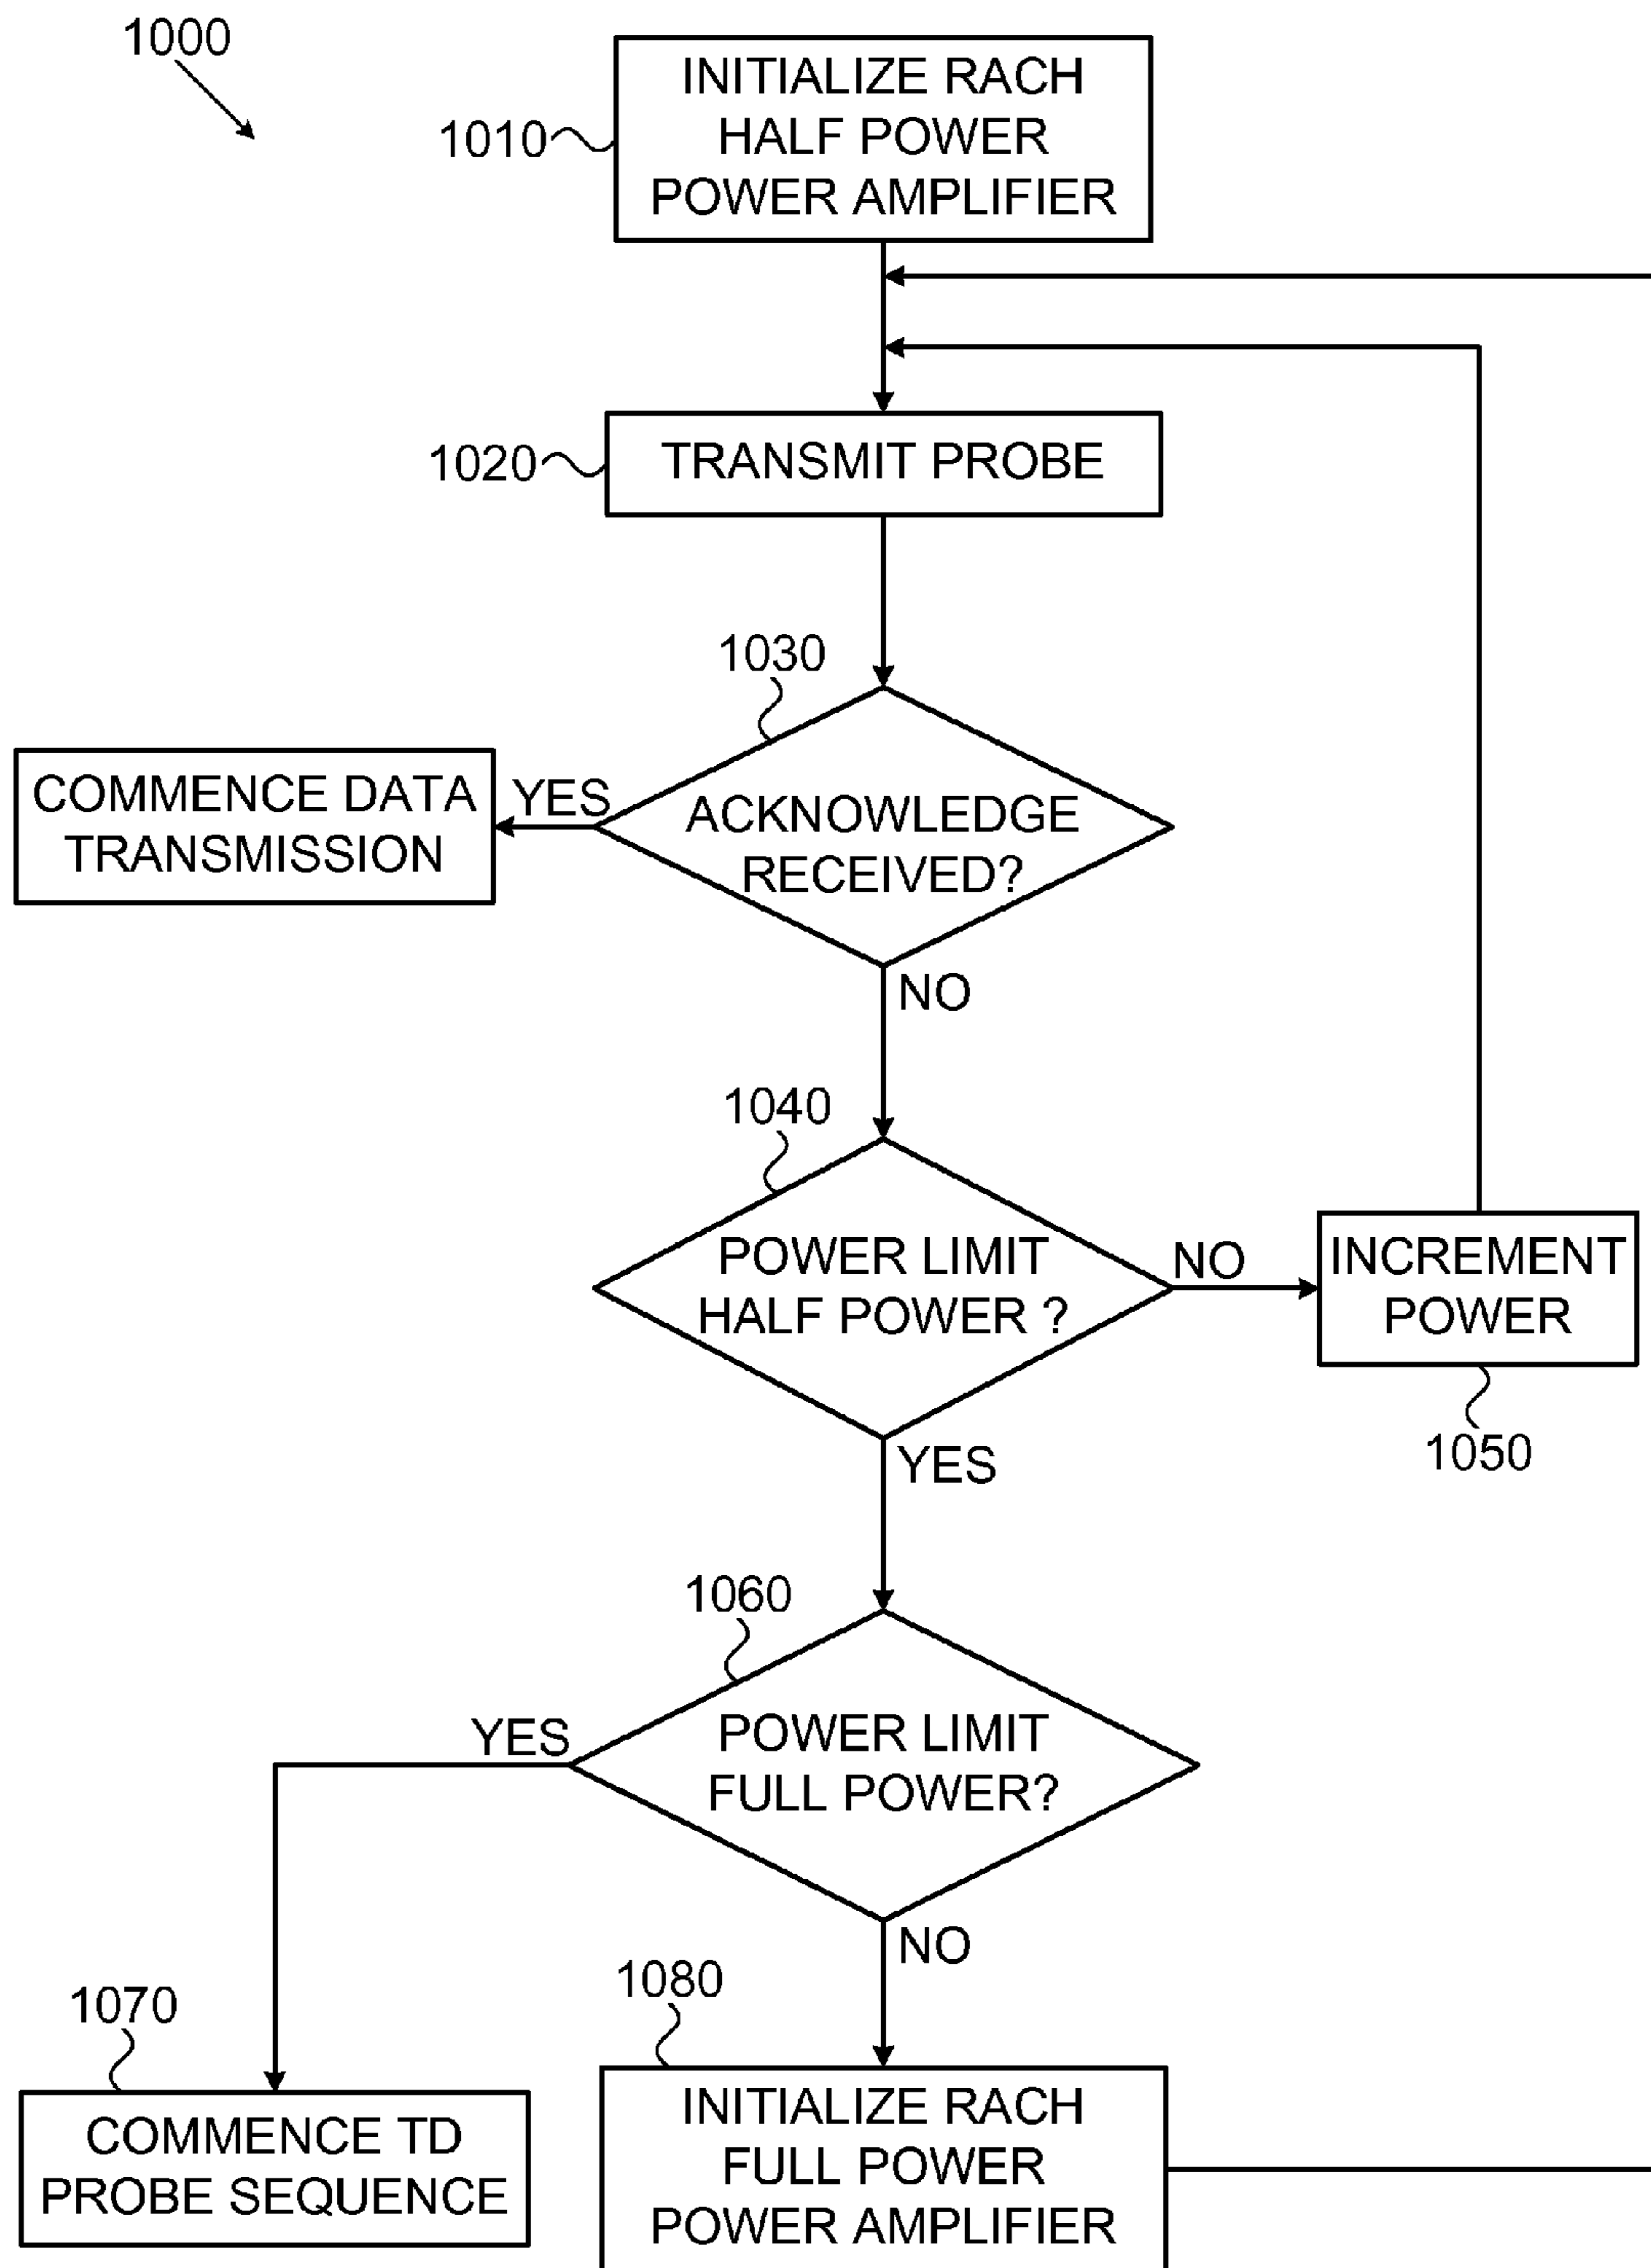 1000
INITIALIZE RACH
HALF POWER
POWER AMPLIFIER
1010
TRANSMIT PROBE
1020
1030
ACKNOWLEDGE
RECEIVED?
YES
COMMENCE DATA
TRANSMISSION
NO
1040
POWER LIMIT
HALF POWER ?
NO
INCREMENT
POWER
1050
YES
1060
POWER LIMIT
FULL POWER?
YES
NO
1070
COMMENCE TD
PROBE SEQUENCE
1080
INITIALIZE RACH
FULL POWER
POWER AMPLIFIER